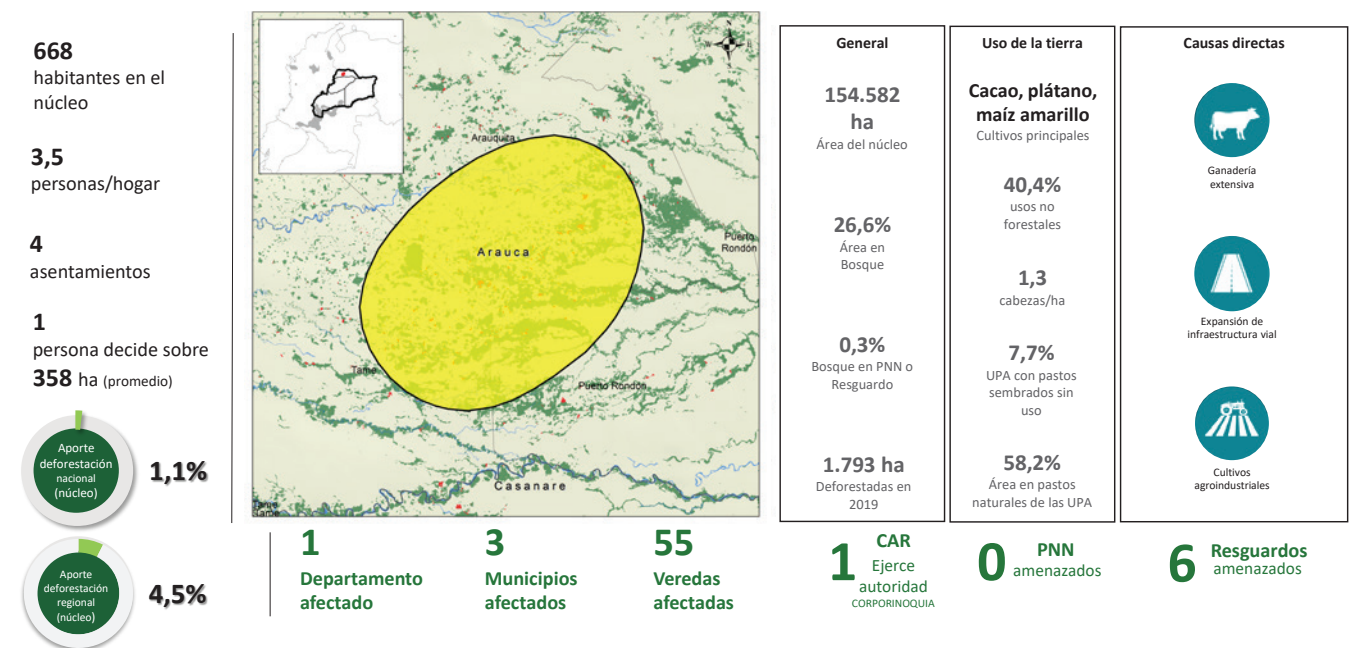 668
habitantes en el
núcleo
3,5
personas/hogar
4
asentamientos
1
persona decide sobre
358 ha (promedio)
Aporte
deforestación
nacional
(núcleo)
1,1%
Aporte
deforestación
regional
(núcleo)
4,5%
Arauquita
Arauca
Puerto
Rondón
Tame
Puerto Rondón
Casanare
Tame
1
Departamento
afectado
3
Municipios
afectados
55
Veredas
afectadas
General
154.582
ha
Área del núcleo
26,6%
Área en
Bosque
0,3%
Bosque en PNN o
Resguardo
1.793 ha
Deforestadas en
2019
Uso de la tierra
Cacao, plátano,
maíz amarillo
Cultivos principales
40,4%
usos no
forestales
1,3
cabezas/ha
7,7%
UPA con pastos
sembrados sin
uso
58,2%
Área en pastos
naturales de las UPA
Causas directas
Ganadería
extensiva
Expansión de
infraestructura vial
Cultivos
agroindustriales
1 CAR
Ejerce
autoridad
CORPORINOQUIA
0 PNN
amenazados
6 Resguardos
amenazados